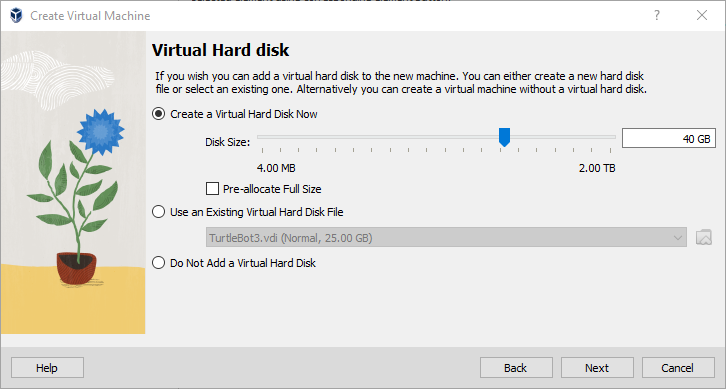 Create Virtual Machine
?
Virtual Hard disk
If you wish you can add a virtual hard disk to the new machine. You can either create a new hard disk
file or select an existing one. Alternatively you can create a virtual machine without a virtual hard disk.
Create a Virtual Hard Disk Now
Disk Size:
40 GB
4.00 MB
2.00 TB
Pre-allocate Full Size
Use an Existing Virtual Hard Disk File
TurtleBot3.vdi (Normal, 25.00 GB)
Do Not Add a Virtual Hard Disk
Help
Back
Next
Cancel